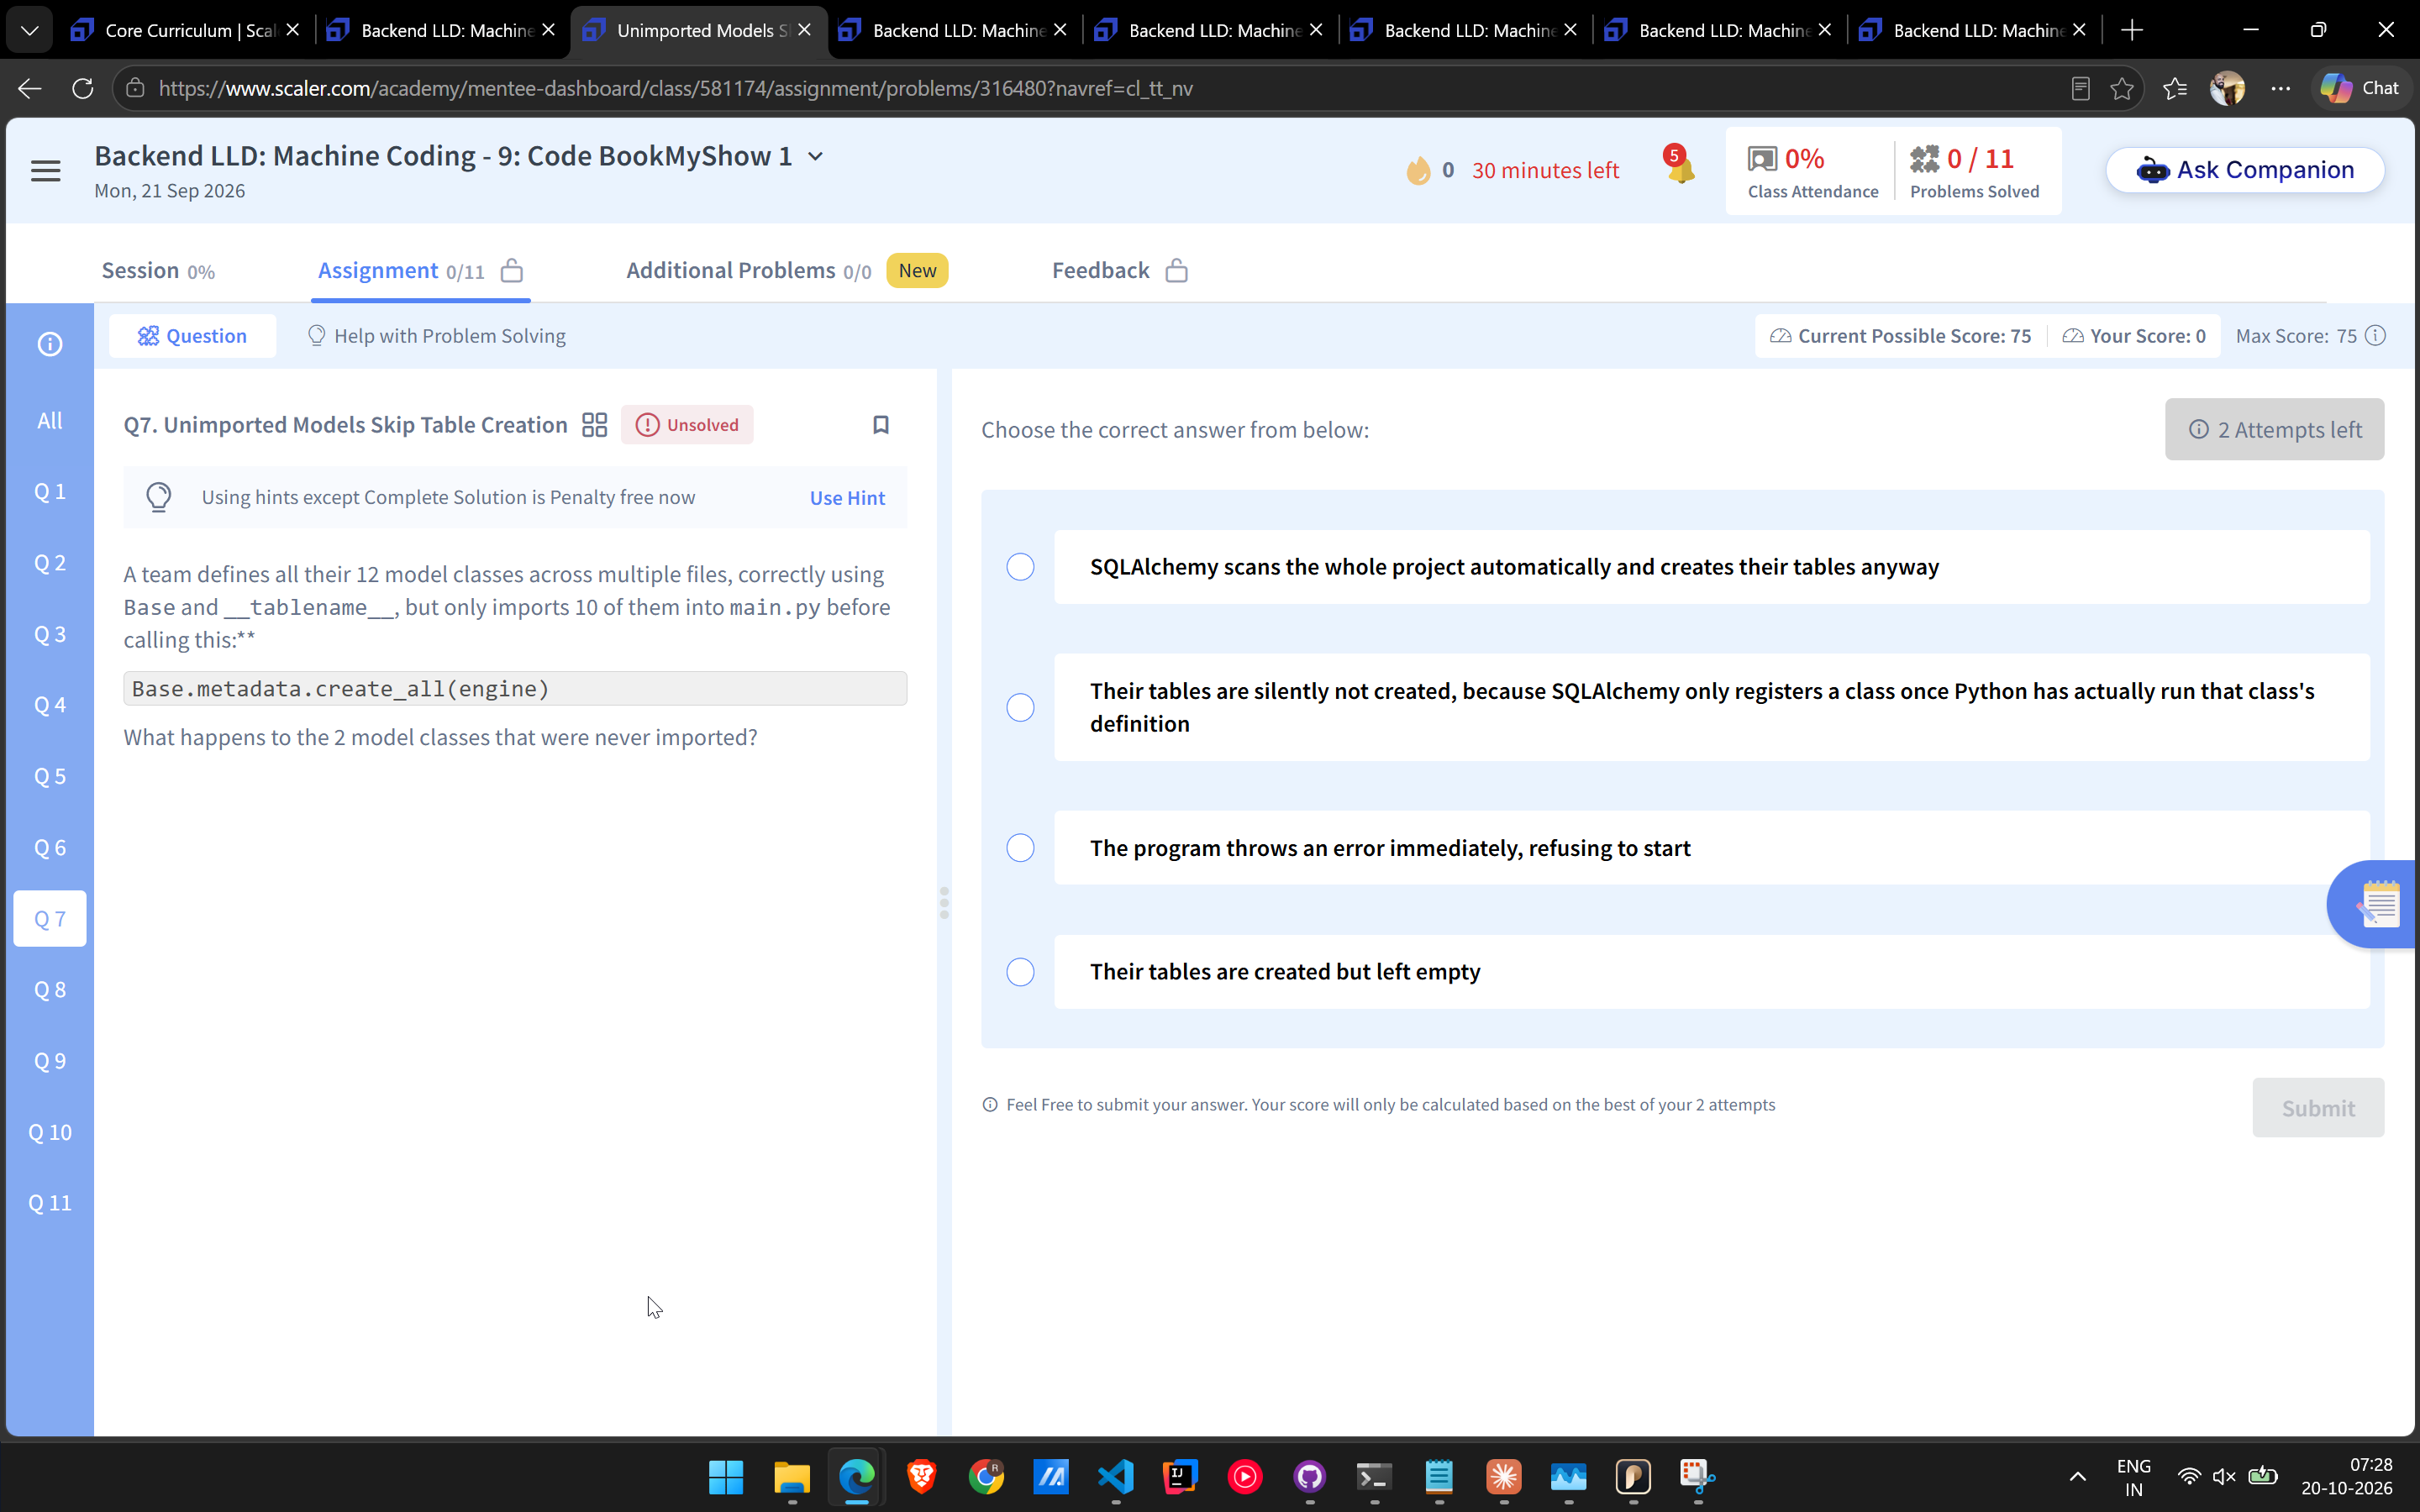 Core Curriculum | Scal
Backend LLD: Machine
Unimported Models S
Backend LLD: Machine
Backend LLD: Machine
Backend LLD: Machine
Backend LLD: Machine
Backend LLD: Machine
https://www.scaler.com/academy/mentee-dashboard/class/581174/assignment/problems/316480?navref=cl_tt_nv
Chat
Backend LLD: Machine Coding - 9: Code BookMyShow 1
Mon, 21 Sep 2026
0
30 minutes left
5
0%
Class Attendance
0 / 11
Problems Solved
Ask Companion
Session 0%
Assignment 0/11
Additional Problems 0/0 New
Feedback
Question
Help with Problem Solving
Current Possible Score: 75
Your Score: 0
Max Score: 75
All
Q 1
Q 2
Q 3
Q 4
Q 5
Q 6
Q 7
Q 8
Q 9
Q 10
Q 11
Q7. Unimported Models Skip Table Creation
Unsolved
Using hints except Complete Solution is Penalty free now
Use Hint
A team defines all their 12 model classes across multiple files, correctly using
Base and __tablename__, but only imports 10 of them into main.py before
calling this:**
Base.metadata.create_all(engine)
What happens to the 2 model classes that were never imported?
Choose the correct answer from below:
2 Attempts left
SQLAlchemy scans the whole project automatically and creates their tables anyway
Their tables are silently not created, because SQLAlchemy only registers a class once Python has actually run that class's
definition
The program throws an error immediately, refusing to start
Their tables are created but left empty
Feel Free to submit your answer. Your score will only be calculated based on the best of your 2 attempts
Submit
R
IJ
ENG
IN
07:28
20-10-2026